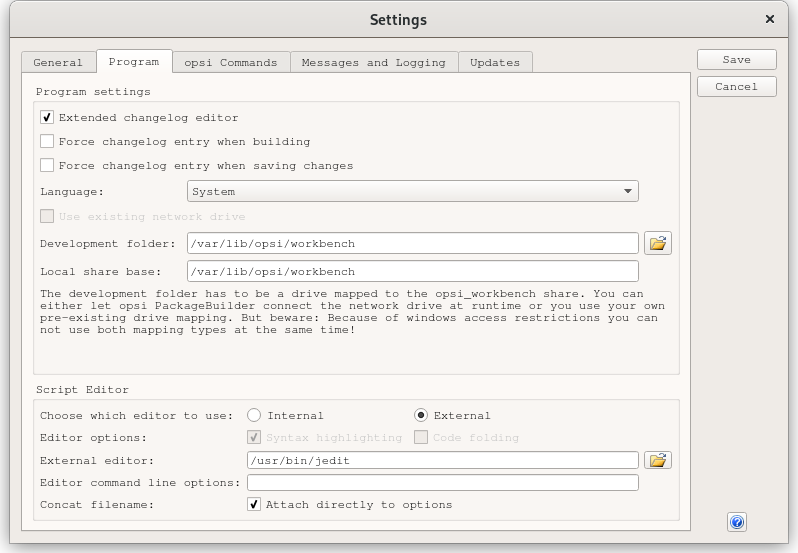 Settings
General Program opsi Commands Messages and Logging Updates
Save
Cancel
Program settings
Extended changelog editor
Force changelog entry when building
Force changelog entry when saving changes
Language: System
Use existing network drive
Development folder: /var/lib/opsi/workbench
Local share base: /var/lib/opsi/workbench
The development folder has to be a drive mapped to the opsi_workbench share. You can
either let opsi PackageBuilder connect the network drive at runtime or you use your own
pre-existing drive mapping. But beware: Because of windows access restrictions you can
not use both mapping types at the same time!
Script Editor
Choose which editor to use: Internal External
Editor options: Syntax highlighting Code folding
External editor: /usr/bin/jedit
Editor command line options:
Concat filename: Attach directly to options